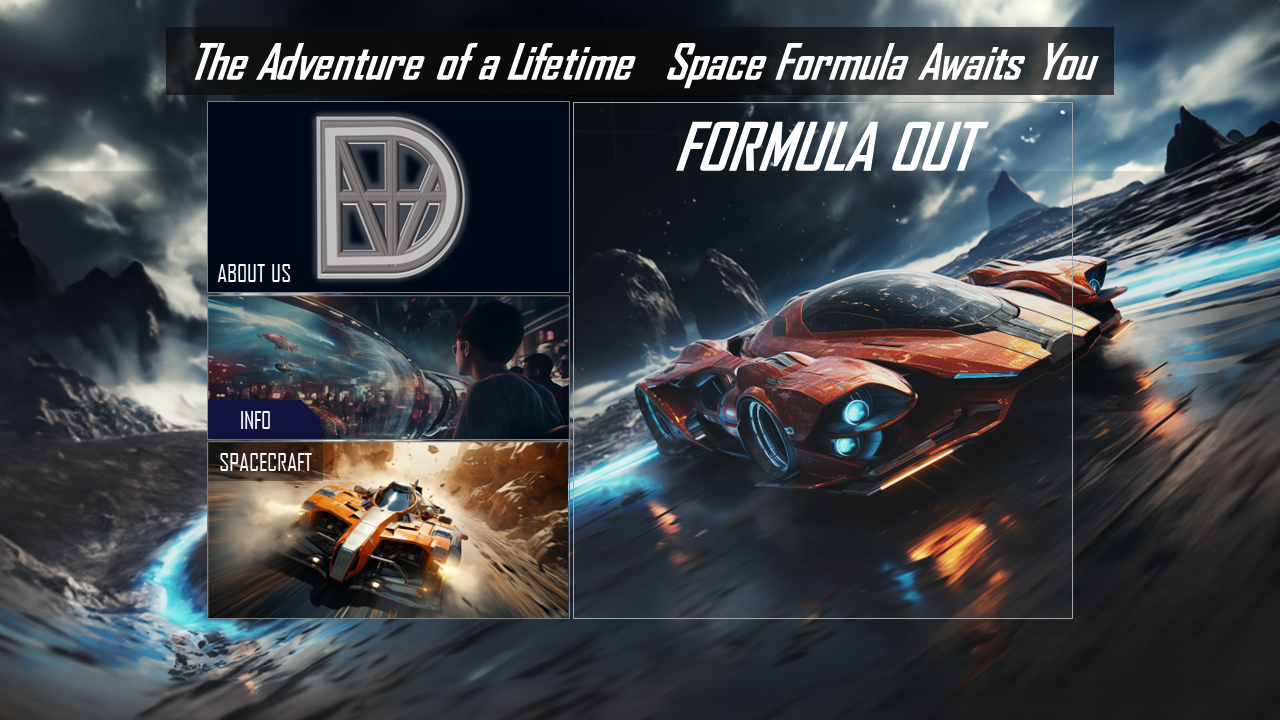 The Adventure of a Lifetime Space Formula Awaits You
FORMULA OUT
ABOUT US
INFO
SPACECRAFT